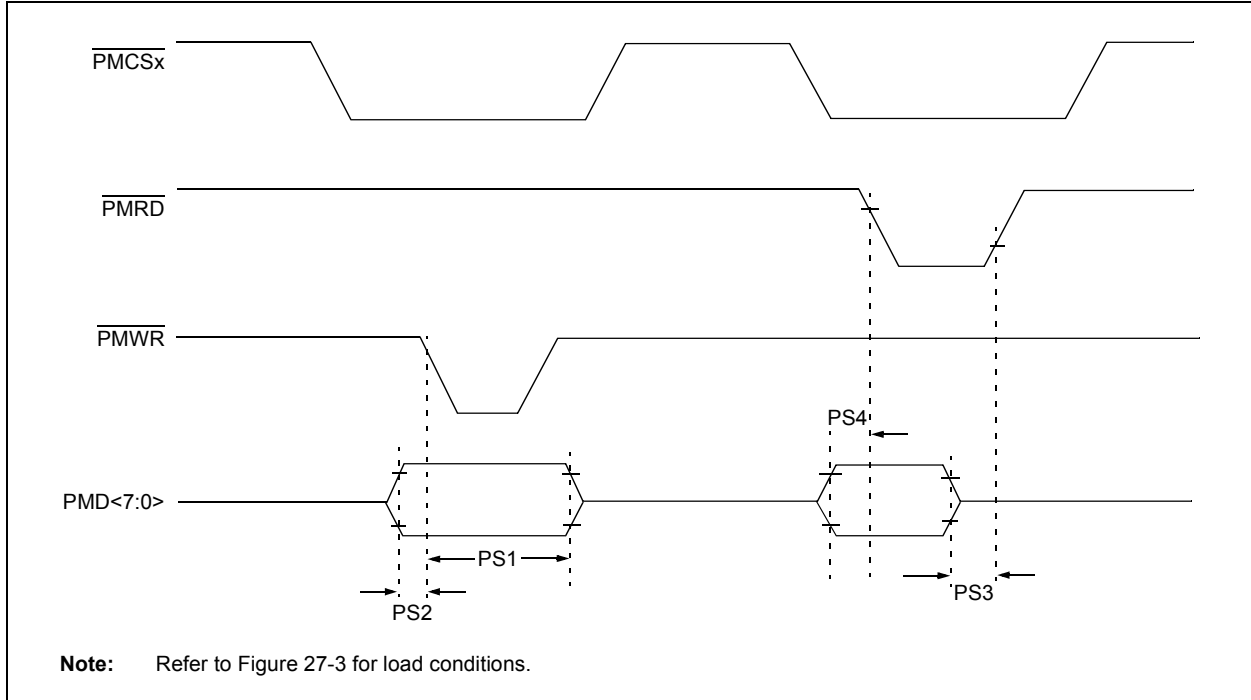 PMCSx
PMRD
PMWR
PS4
PMD<7:0>
PS1
PS3
PS2
Note: Refer to Figure 27-3 for load conditions.